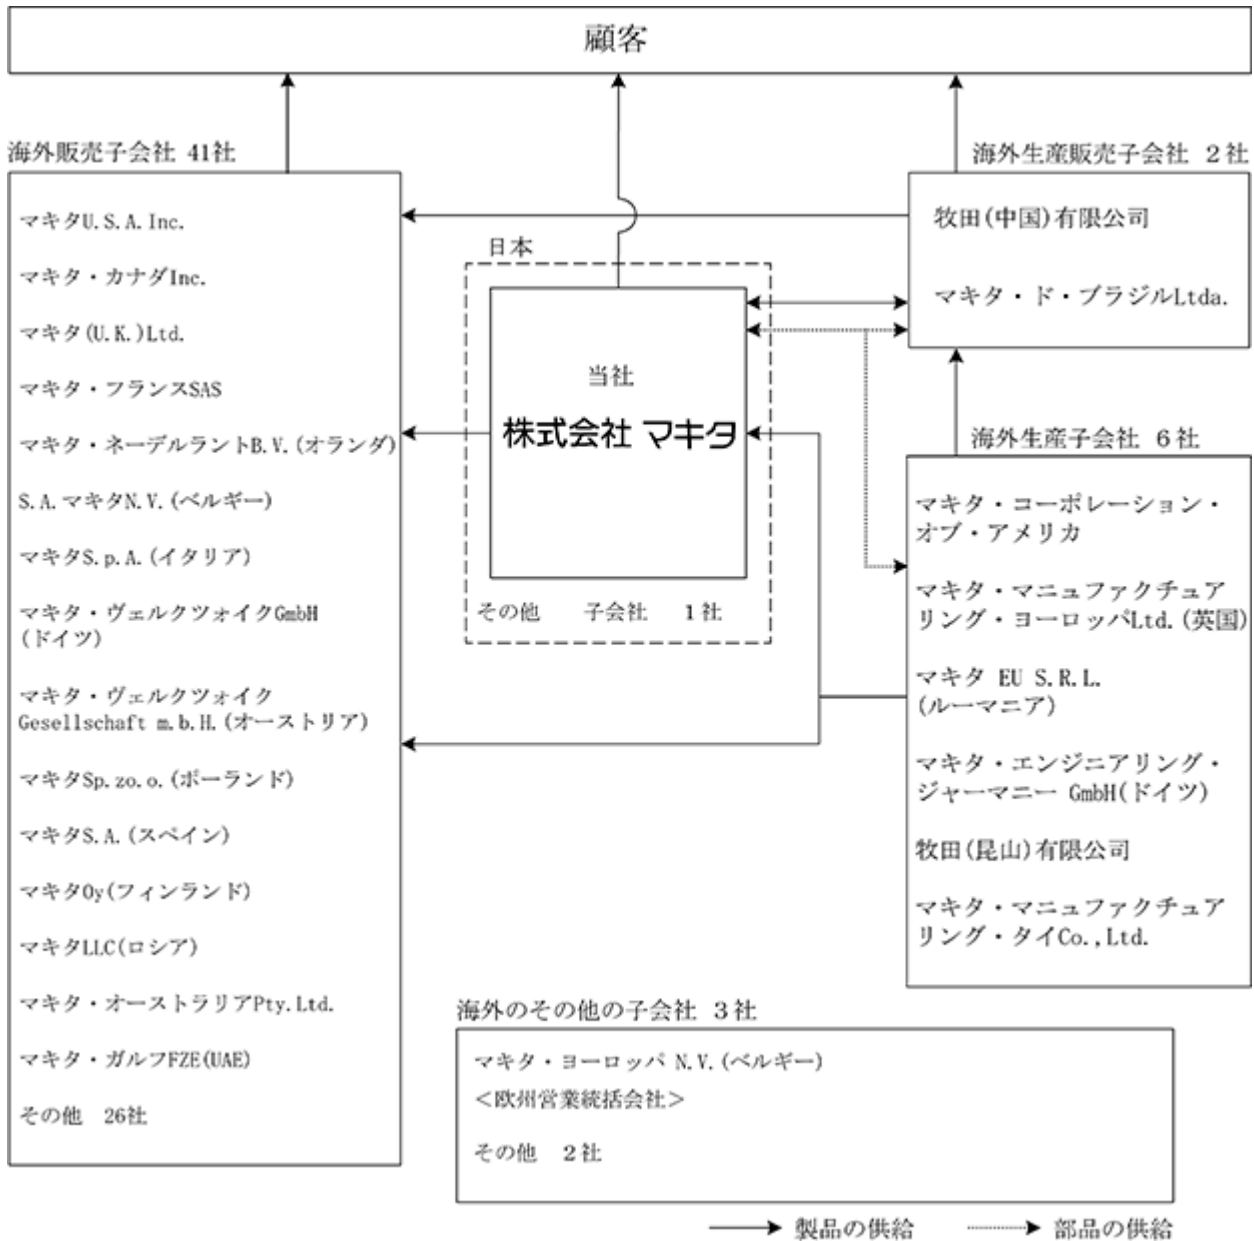 顧客
海外販売子会社 41社
マキタU.S.A.Inc.
マキタ・カナダInc.
マキタ(U.K.)Ltd.
マキタ・フランスSAS
マキタ・ネーデルラントB.V.(オランダ)
S.A.マキタN.V.(ベルギー)
マキタS.p.A.(イタリア)
マキタ・ヴェルクツォイクGmbH
(ドイツ)
マキタ・ヴェルクツォイク
Gesellschaft m.b.H.(オーストリア)
マキタSp.zo.o.(ポーランド)
マキタS.A.(スペイン)
マキタOy(フィンランド)
マキタLLC(ロシア)
マキタ・オーストラリアPty.Ltd.
マキタ・ガルフFZE(UAE)
その他 26社
日本
当社
株式会社 マキタ
その他 子会社 1社
海外生産販売子会社 2社
牧田(中国)有限公司
マキタ・ド・ブラジルLtda.
海外生産子会社 6社
マキタ・コーポレーション・
オブ・アメリカ
マキタ・マニュファクチュア
リング・ヨーロッパLtd.(英国)
マキタ EU S.R.L.
(ルーマニア)
マキタ・エンジニアリング・
ジャーマニー GmbH(ドイツ)
牧田(昆山)有限公司
マキタ・マニュファクチュア
リング・タイCo.,Ltd.
海外のその他の子会社 3社
マキタ・ヨーロッパ N.V.(ベルギー)
＜欧州営業統括会社＞
その他 2社
製品の供給
部品の供給